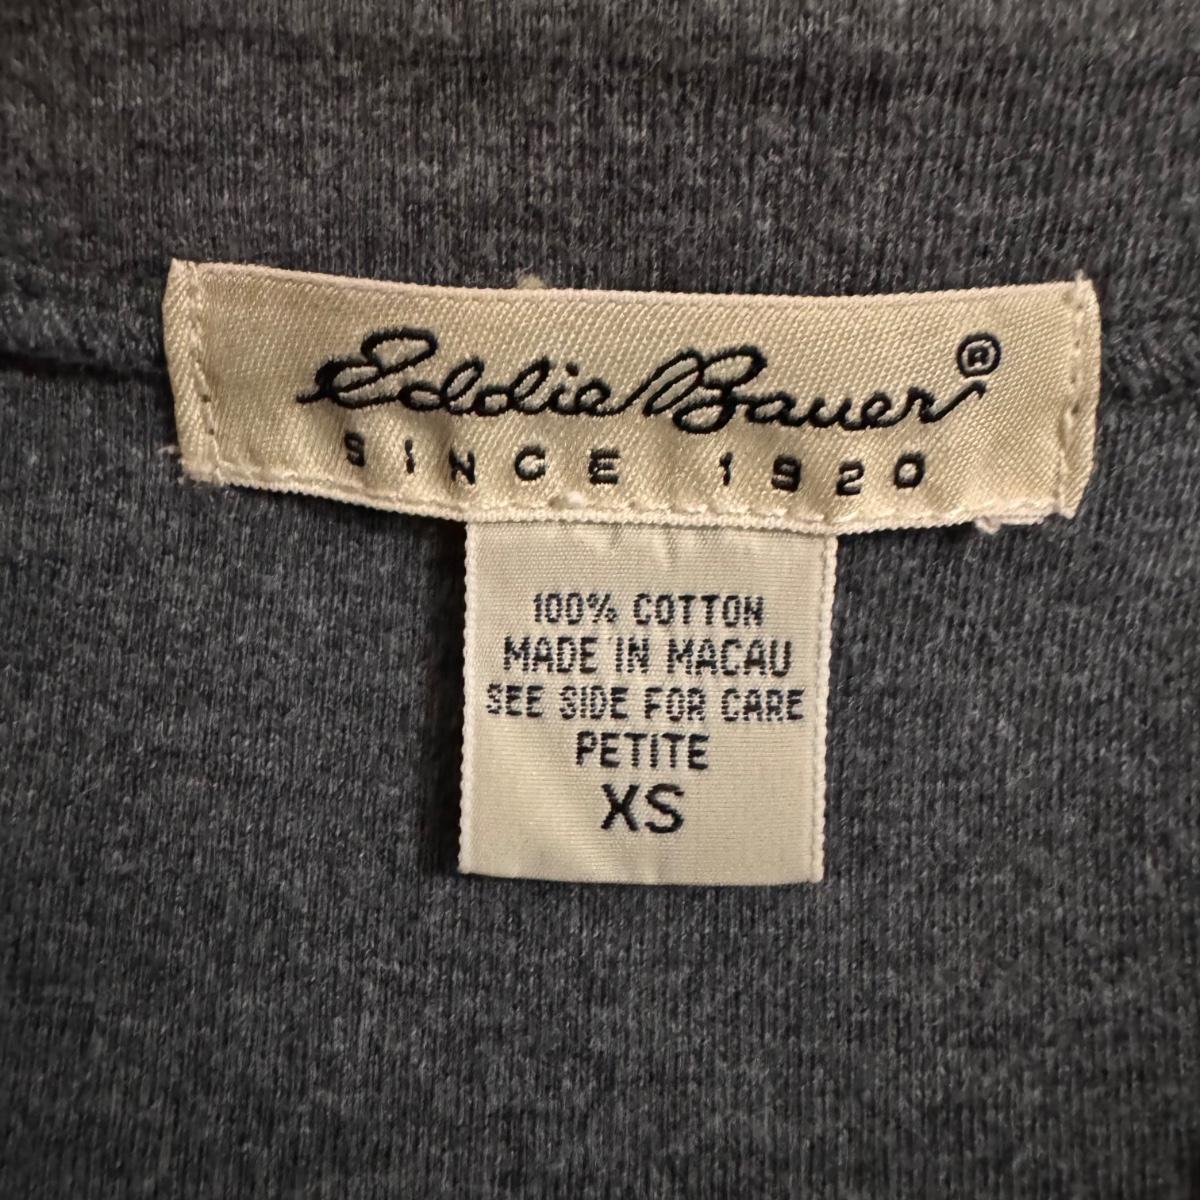 Eddie Bauer®
SINCE 1920
100% COTTON
MADE IN MACAU
SEE SIDE FOR CARE
PETITE
XS